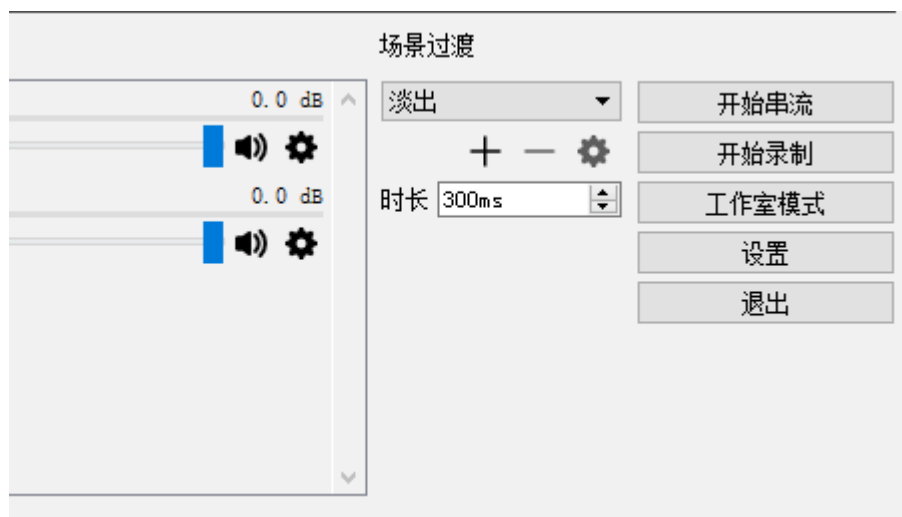 场景过渡
0.0 dB
淡出
开始串流
开始录制
0.0 dB
时长 300ms
工作室模式
设置
退出